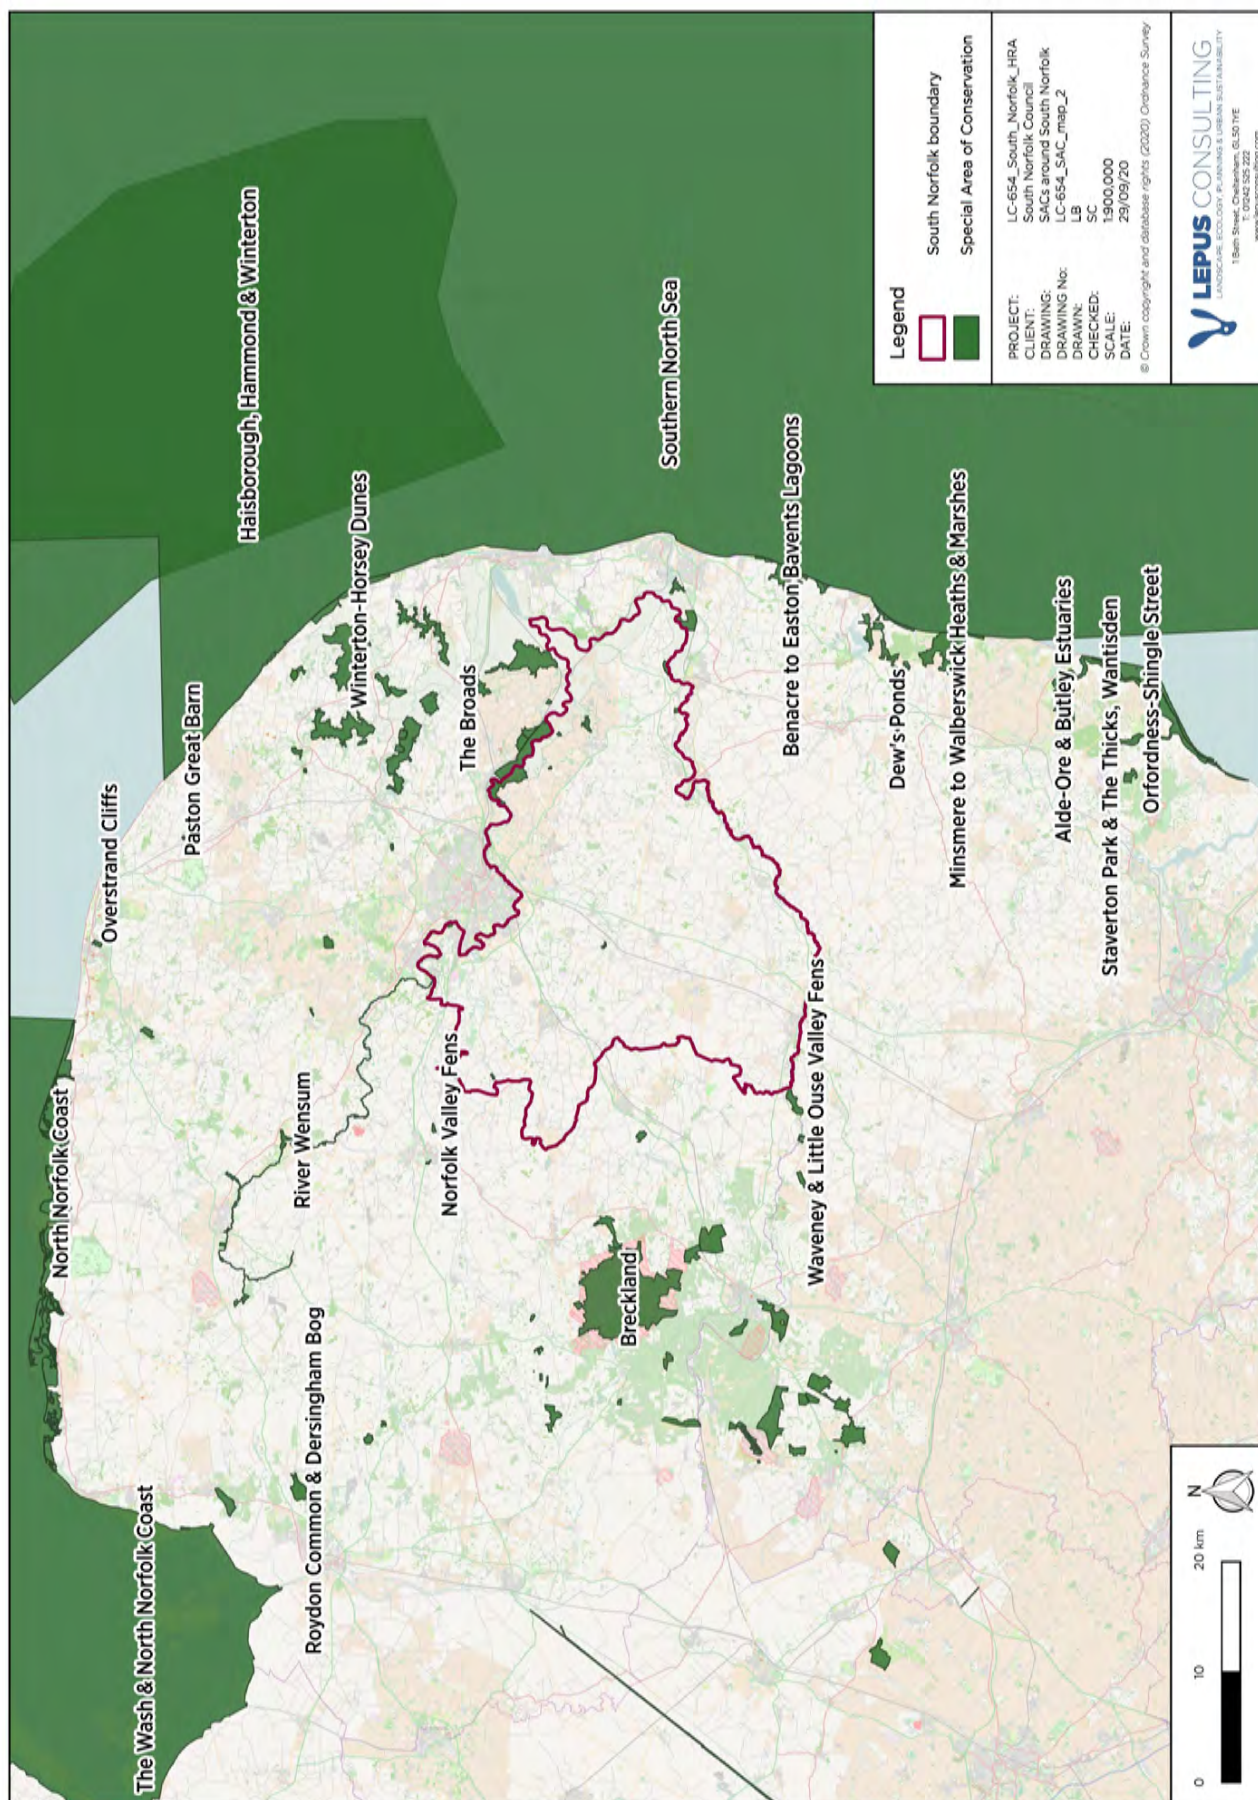 The Wash & North Norfolk Coast
North Norfolk Coast
Overstrand Cliffs
Paston Great Barn
Haisborough, Hammond & Winterton
River Wensum
Roydon Common & Dersingham Bog
Winterton-Horsey Dunes
Norfolk Valley Fens
The Broads
Breckland
Southern North Sea
Waveney & Little Ouse Valley Fens
Benacre to Easton Bavents Lagoons
Dew's Ponds
Minsmere to Walberswick Heaths & Marshes
Alde-Ore & Butley Estuaries
Staverton Park & The Thicks, Wantisden
Orfordness-Shingle Street
Legend
South Norfolk boundary
Special Area of Conservation
PROJECT: LC-654_South_Norfolk_HRA
CLIENT: South Norfolk Council
DRAWING: SACs around South Norfolk
DRAWING No: LC-654_SAC_map_2
DRAWN: LB
CHECKED: SC
SCALE: 1:900,000
DATE: 29/09/20
© Crown copyright and database rights (2020) Ordnance Survey
LEPUS CONSULTING
LANDSCAPE, ECOLOGY, PLANNING & URBAN SUSTAINABILITY
1 Bath Street, Cheltenham, GL50 1YE
T: 01242 525 222
www.lepusconsulting.com
N
0 10 20 km